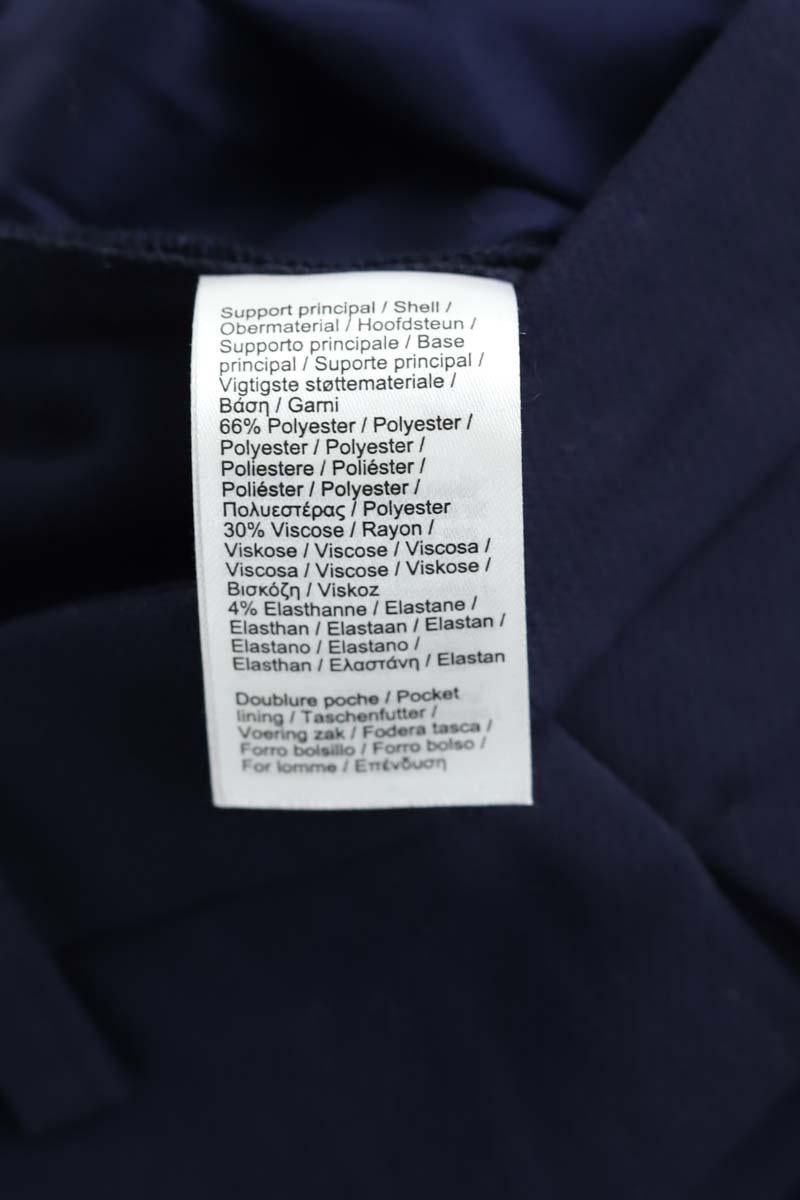 Support principal / Shell /
Obermaterial / Hoofdsteun /
Supporto principale / Base
principal / Suporte principal /
Vigtigste støttemateriale /
Βάση / Garni
66% Polyester / Polyester /
Polyester / Polyester /
Poliestere / Poliéster /
Poliéster / Polyester /
Πολυεστέρας / Polyester
30% Viscose / Rayon /
Viskose / Viscose / Viscosa /
Viscosa / Viscose / Viskose /
Βισκόζη / Viskoz
4% Elasthanne / Elastane /
Elasthan / Elastaan / Elastan /
Elastano / Elastano /
Elasthan / Ελαστάνη / Elastan
Doublure poche / Pocket
lining / Taschenfutter /
Voering zak / Fodera tasca /
Forro bolsillo / Forro bolso /
For lomme / Επένδυση